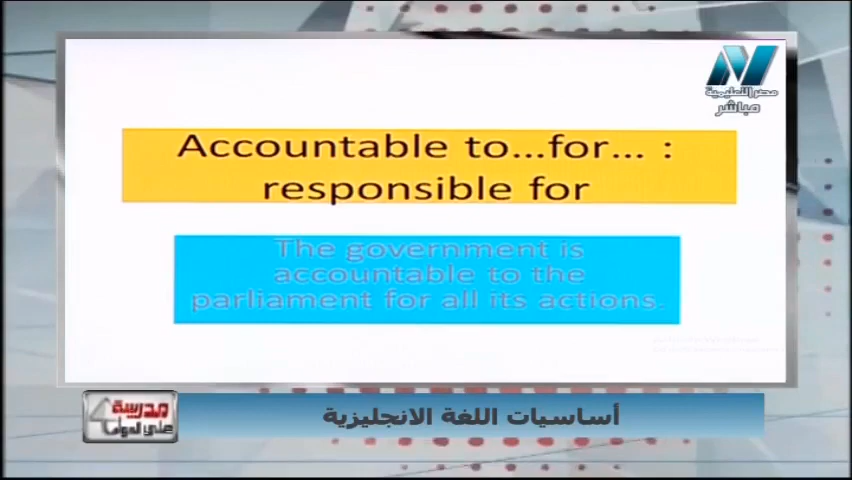 مصر التعليمية
مباشر
Accountable to...for... :
responsible for
The government is
accountable to the
parliament for all its actions.
أساسيات اللغة الانجليزية
مدرسة
على الهواء